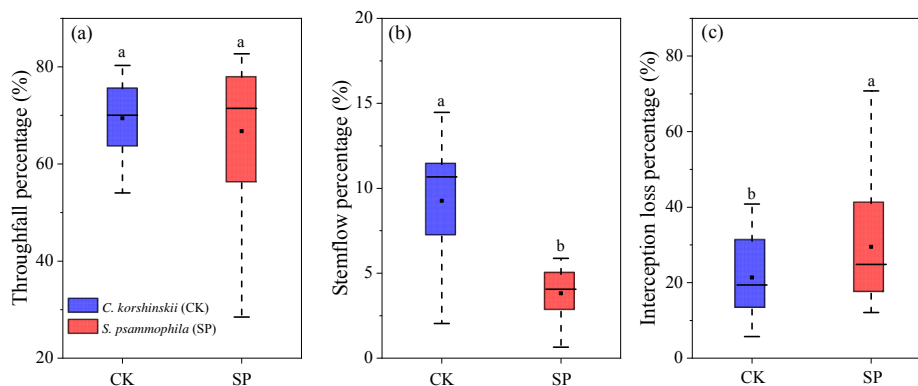 (a)
a
a
80
60
40
20
Throughfall percentage (%)
C. korshinskii (CK)
S. psammophila (SP)
CK
SP
(b)
a
b
20
15
10
5
0
Stemflow percentage (%)
CK
SP
(c)
b
a
80
60
40
20
0
Interception loss percentage (%)
CK
SP